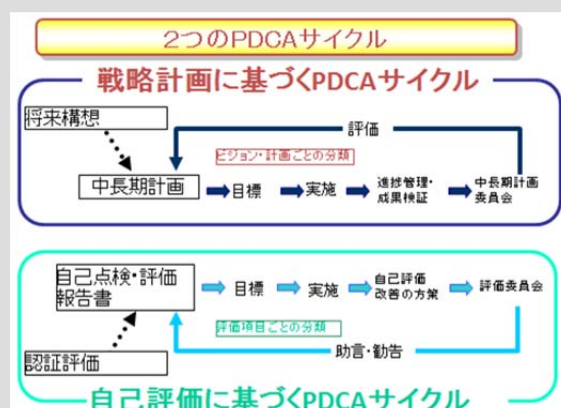 2つのPDCAサイクル
戦略計画に基づくPDCAサイクル
将来構想
評価
ビジョン・計画ごとの分類
中長期計画
目標
実施
進捗管理・
成果検証
中長期計画
委員会
自己点検・評価
報告書
目標
実施
自己評価
改善の方策
評価委員会
評価項目ごとの分類
助言・勧告
認証評価
自己評価に基づくPDCAサイクル